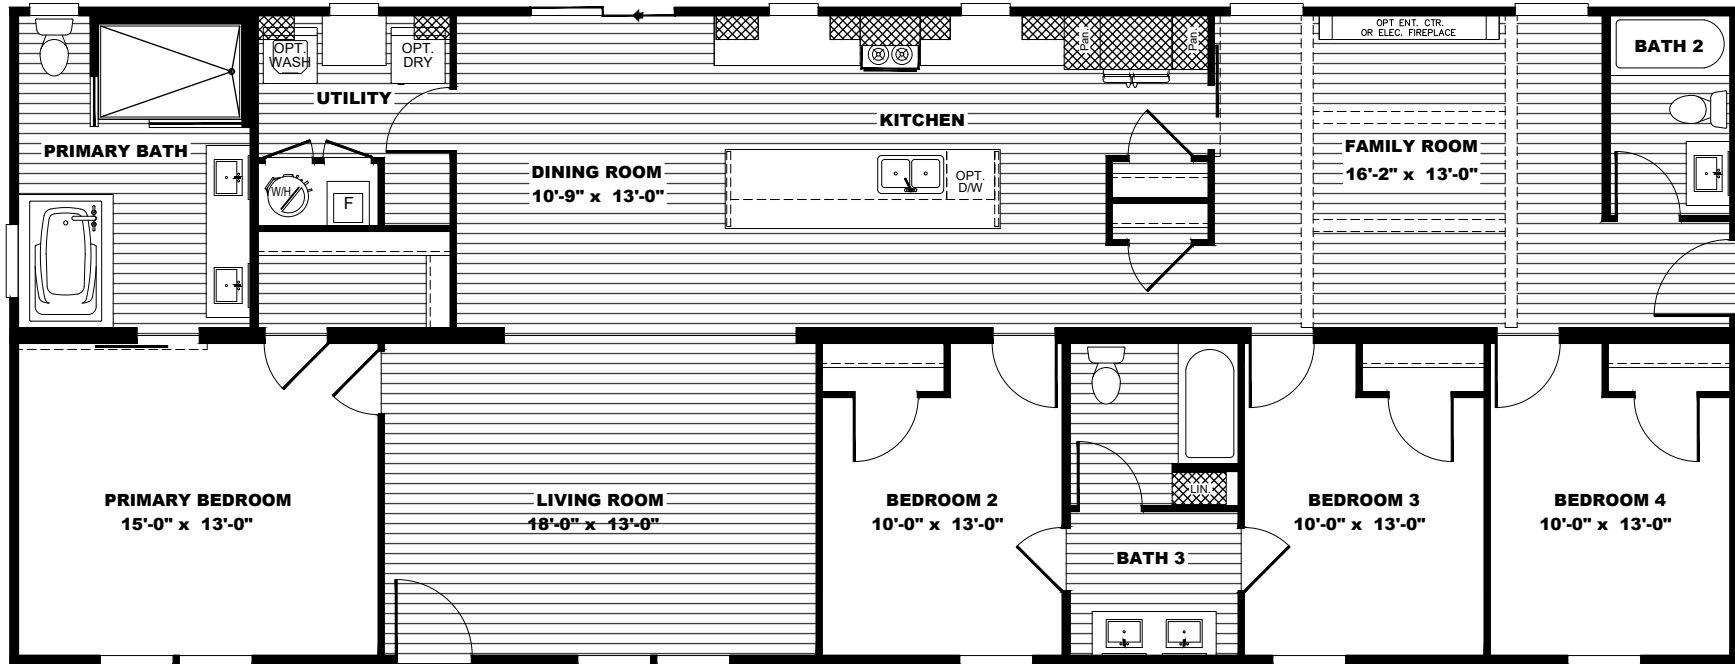 OPT.
WASH
OPT.
DRY
UTILITY
PRIMARY BATH
W/H
F
DINING ROOM
10'-9" x 13'-0"
KITCHEN
OPT.
D/W
Pan.
Pan.
OPT ENT. CTR.
OR ELEC. FIREPLACE
FAMILY ROOM
16'-2" x 13'-0"
BATH 2
PRIMARY BEDROOM
15'-0" x 13'-0"
LIVING ROOM
18'-0" x 13'-0"
BEDROOM 2
10'-0" x 13'-0"
LIN.
BATH 3
BEDROOM 3
10'-0" x 13'-0"
BEDROOM 4
10'-0" x 13'-0"